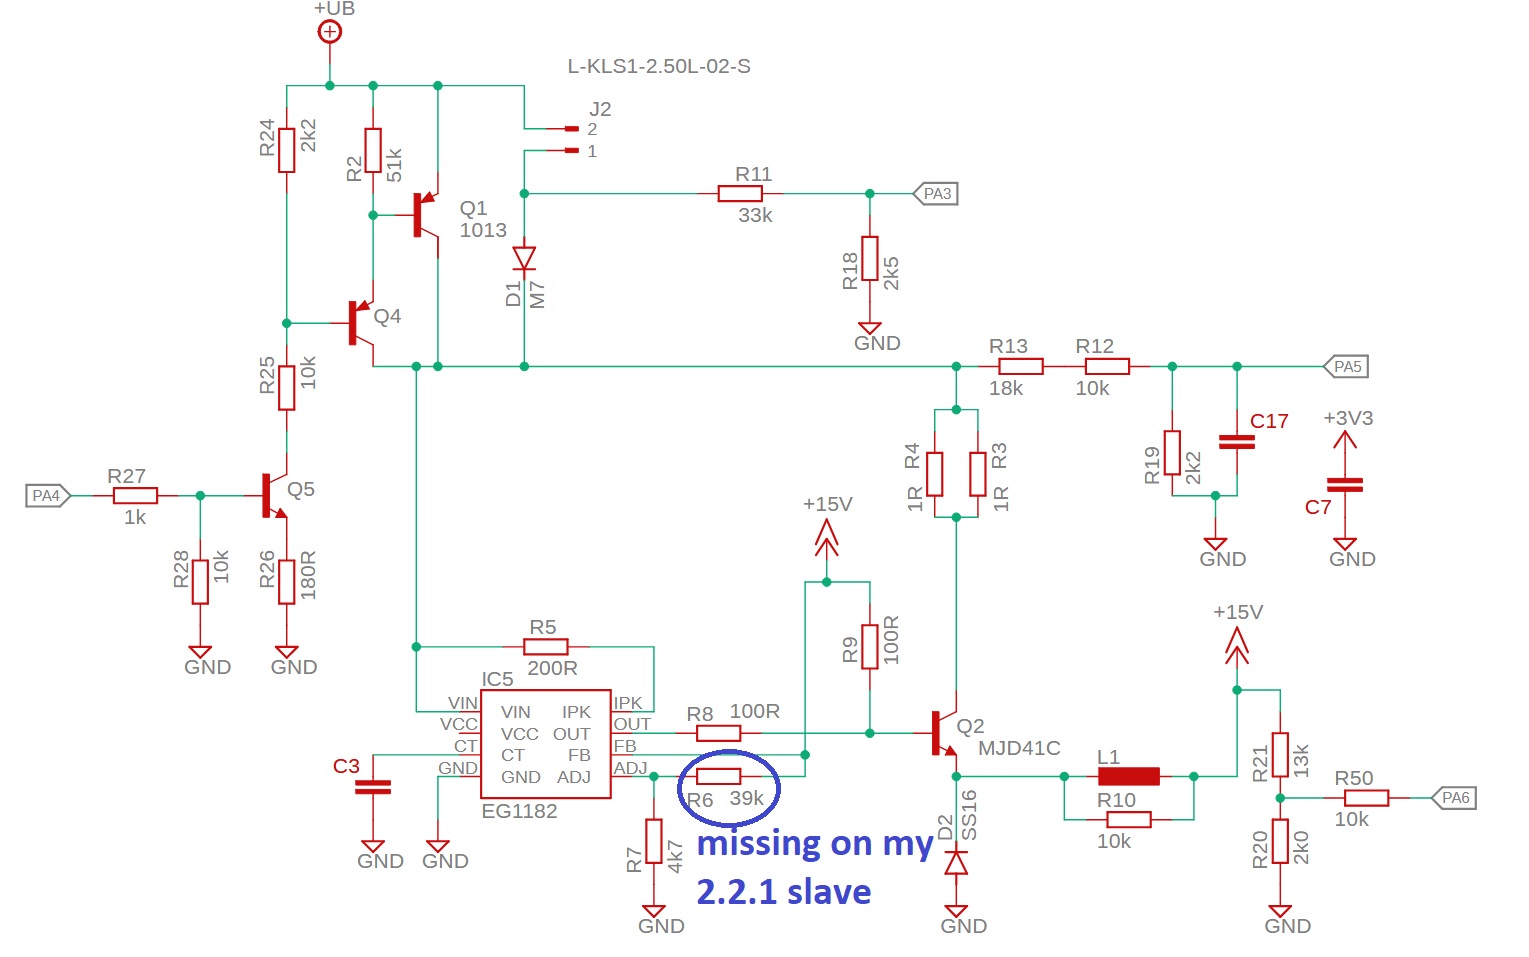 +UB
L-KLS1-2.50L-02-S
J2
2
1
R24
2k2
R2
51k
Q1
1013
R11
33k
PA3
R18
2k5
GND
D1
M7
Q4
R25
10k
R13
18k
R12
10k
PA5
R19
2k2
C17
GND
+3V3
C7
GND
R4
1R
R3
1R
PA4
R27
1k
Q5
R28
10k
GND
R26
180R
GND
+15V
R9
100R
R5
200R
IC5
VIN
VCC
CT
GND
VIN IPK
VCC OUT
CT FB
GND ADJ
IPK
OUT
FB
ADJ
EG1182
C3
GND
GND
R8
100R
R6
39k
R7
4k7
GND
missing on my
2.2.1 slave
Q2
MJD41C
D2
SS16
GND
L1
R10
10k
+15V
R21
13k
R50
10k
PA6
R20
2k0
GND